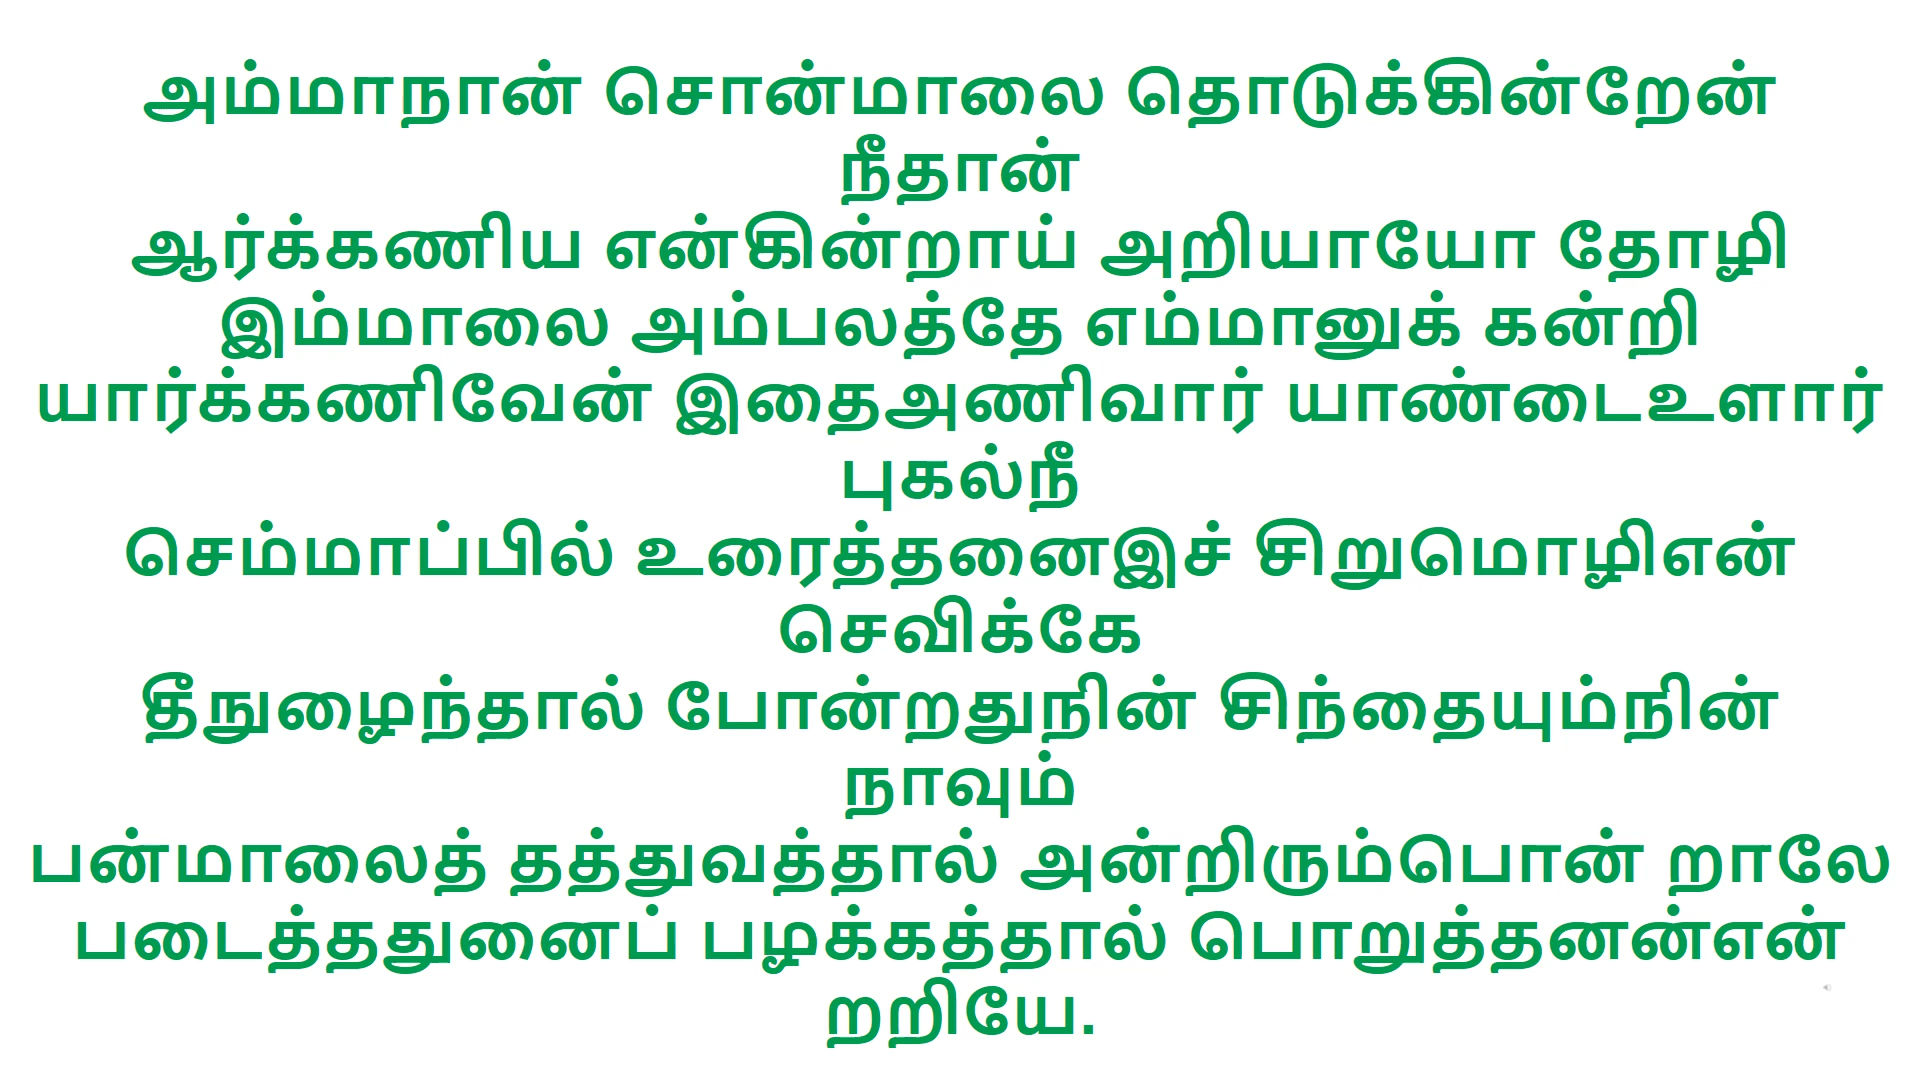 அம்மாநான் சொன்மாலை தொடுக்கின்றேன்
நீதான்
ஆர்க்கணிய என்கின்றாய் அறியாயோ தோழி
இம்மாலை அம்பலத்தே எம்மானுக் கன்றி
யார்க்கணிவேன் இதைஅணிவார் யாண்டைஉளார்
புகல்நீ
செம்மாப்பில் உரைத்தனைஇச் சிறுமொழிஎன்
செவிக்கே
தீநுழைந்தால் போன்றதுநின் சிந்தையும்நின்
நாவும்
பன்மாலைத் தத்துவத்தால் அன்றிரும்பொன் றாலே
படைத்ததுனைப் பழக்கத்தால் பொறுத்தனன்என்
றறியே.